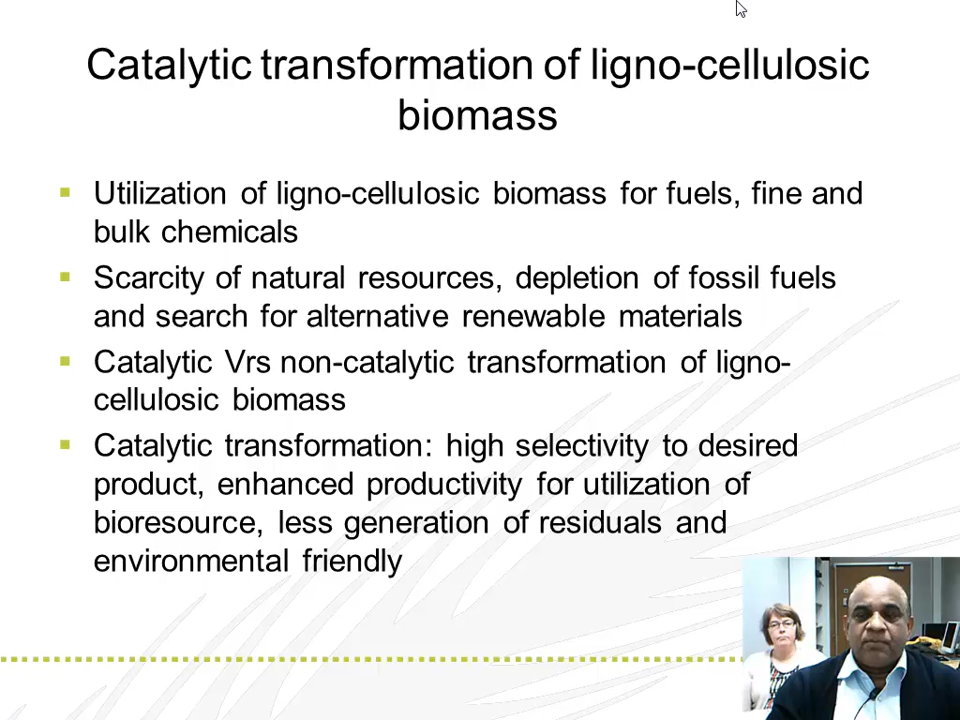 Catalytic transformation of ligno-cellulosic
biomass
Utilization of ligno-cellulosic biomass for fuels, fine and
bulk chemicals
Scarcity of natural resources, depletion of fossil fuels
and search for alternative renewable materials
Catalytic Vrs non-catalytic transformation of ligno-
cellulosic biomass
Catalytic transformation: high selectivity to desired
product, enhanced productivity for utilization of
bioresource, less generation of residuals and
environmental friendly